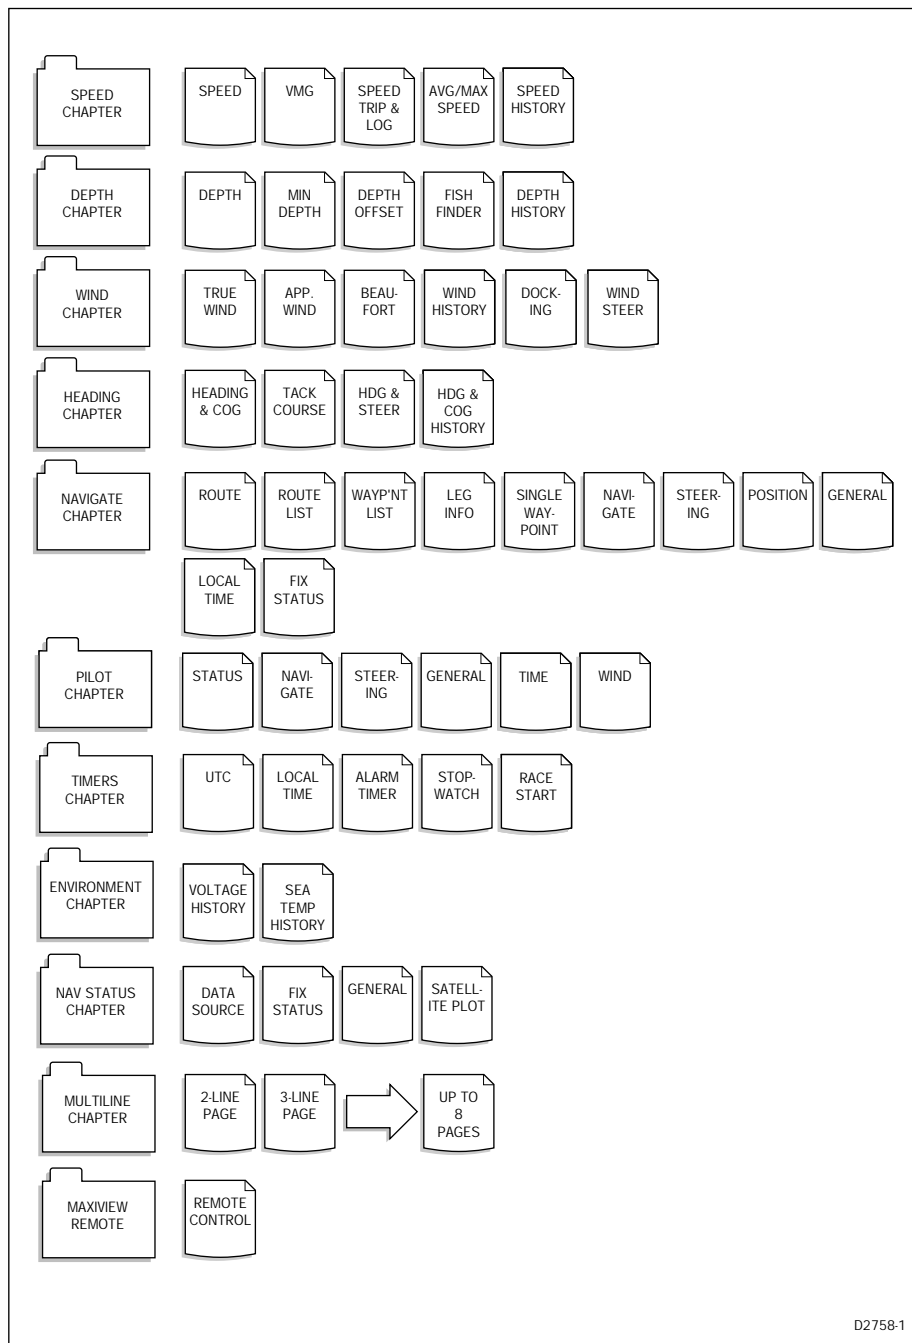 SPEED
CHAPTER
SPEED
VMG
SPEED
TRIP &
LOG
AVG/MAX
SPEED
SPEED
HISTORY
DEPTH
CHAPTER
DEPTH
MIN
DEPTH
DEPTH
OFFSET
FISH
FINDER
DEPTH
HISTORY
WIND
CHAPTER
TRUE
WIND
APP.
WIND
BEAU-
FORT
WIND
HISTORY
DOCK-
ING
WIND
STEER
HEADING
CHAPTER
HEADING
& COG
TACK
COURSE
HDG &
STEER
HDG &
COG
HISTORY
NAVIGATE
CHAPTER
ROUTE
ROUTE
LIST
WAYP'NT
LIST
LEG
INFO
SINGLE
WAY-
POINT
NAVI-
GATE
STEER-
ING
POSITION
GENERAL
LOCAL
TIME
FIX
STATUS
PILOT
CHAPTER
STATUS
NAVI-
GATE
STEER-
ING
GENERAL
TIME
WIND
TIMERS
CHAPTER
UTC
LOCAL
TIME
ALARM
TIMER
STOP-
WATCH
RACE
START
ENVIRONMENT
CHAPTER
VOLTAGE
HISTORY
SEA
TEMP
HISTORY
NAV STATUS
CHAPTER
DATA
SOURCE
FIX
STATUS
GENERAL
SATELL-
ITE PLOT
MULTILINE
CHAPTER
2-LINE
PAGE
3-LINE
PAGE
UP TO
8
PAGES
MAXIVIEW
REMOTE
REMOTE
CONTROL
D2758-1